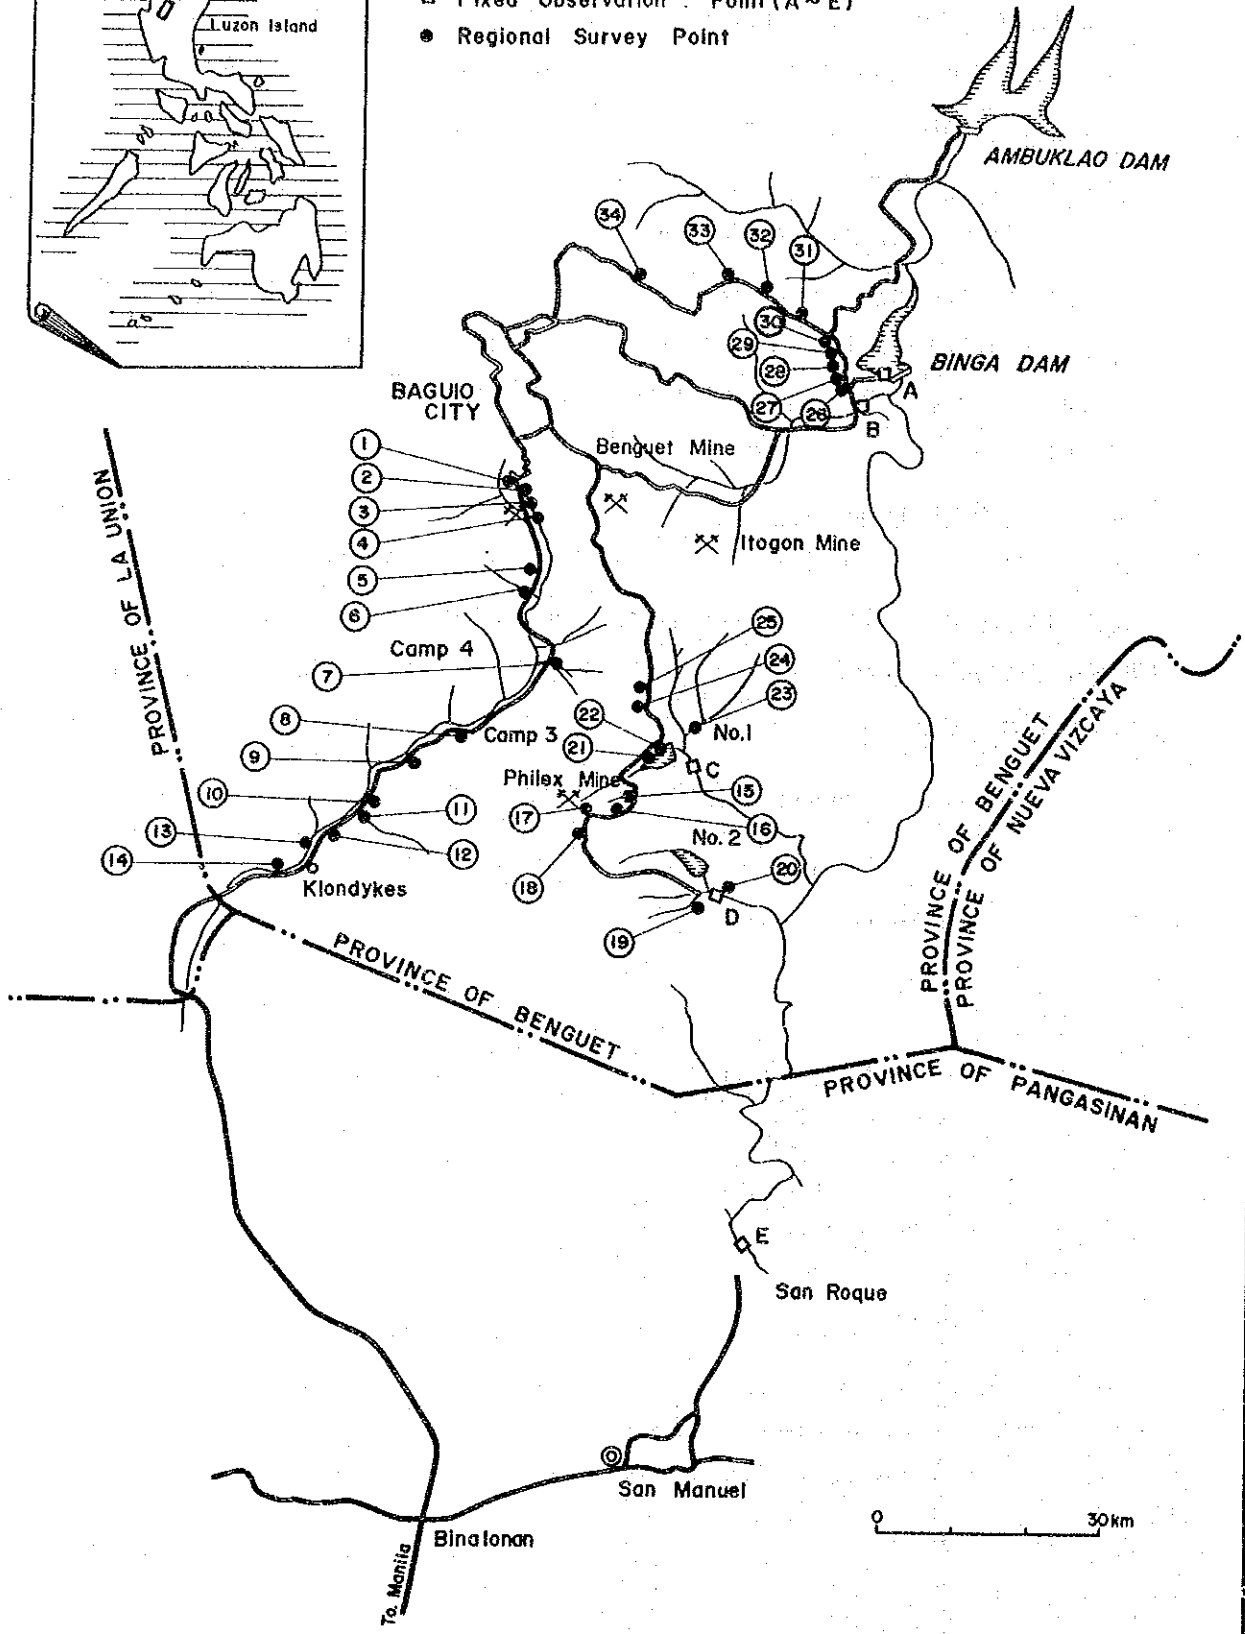 Luzon Island
Fixed Observation. Point (A~E)
Regional Survey Point
AMBUKLAO DAM
34
33
32
31
30
29
28
27
26
BINGA DAM
A
B
BAGUIO
CITY
Benguet Mine
1
2
3
4
5
6
Itogon Mine
PROVINCE OF LA UNION
Camp 4
7
25
24
23
22
21
No.1
C
8
Camp 3
9
Philex Mine
10
11
12
13
14
15
16
17
18
No. 2
Klondykes
20
D
19
PROVINCE OF BENGUET
PROVINCE OF NUEVA VIZCAYA
PROVINCE OF BENGUET
PROVINCE OF PANGASINAN
E
San Roque
San Manuel
Binalonan
To. Manila
0
30km